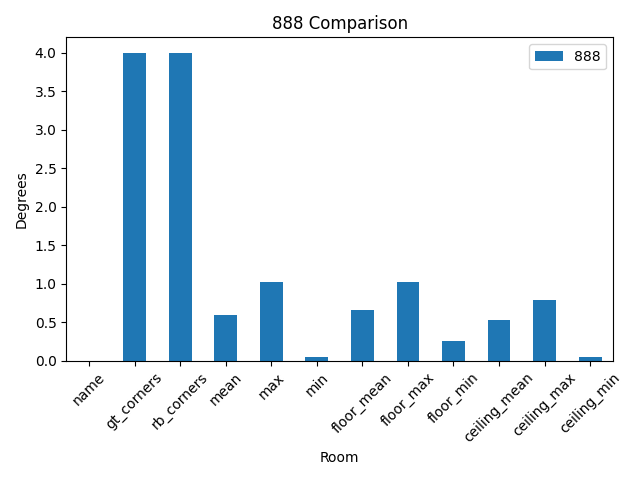 888 Comparison
888
Degrees
4.0
3.5
3.0
2.5
2.0
1.5
1.0
0.5
0.0
name
gt_corners
rb_corners
mean
max
min
floor_mean
floor_max
floor_min
ceiling_mean
ceiling_max
ceiling_min
Room